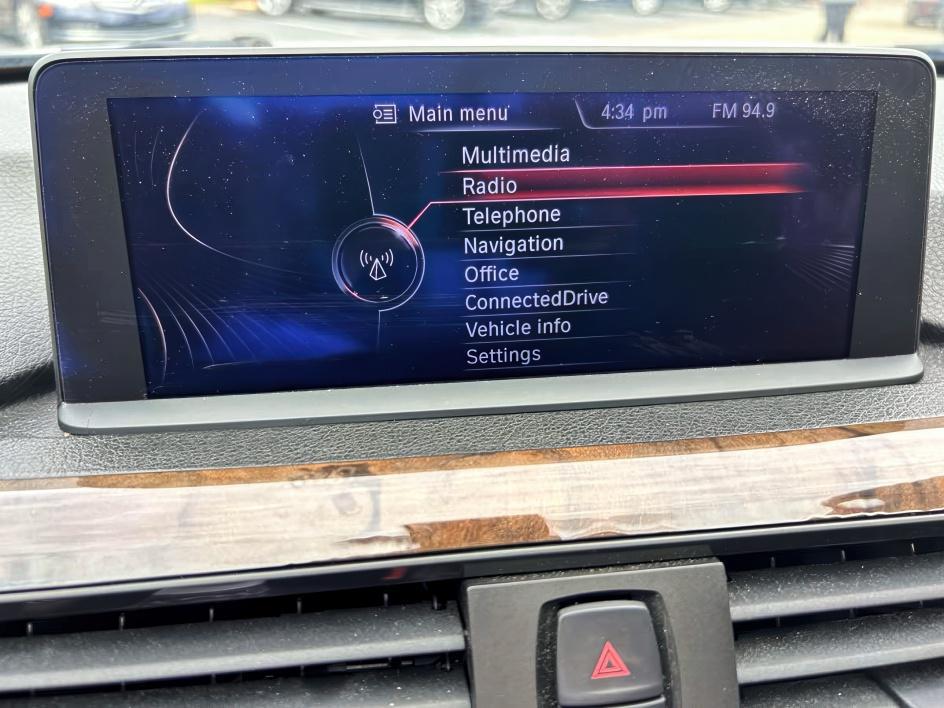 Main menu 4:34 pm FM 94.9
Multimedia
Radio
Telephone
Navigation
Office
ConnectedDrive
Vehicle info
Settings